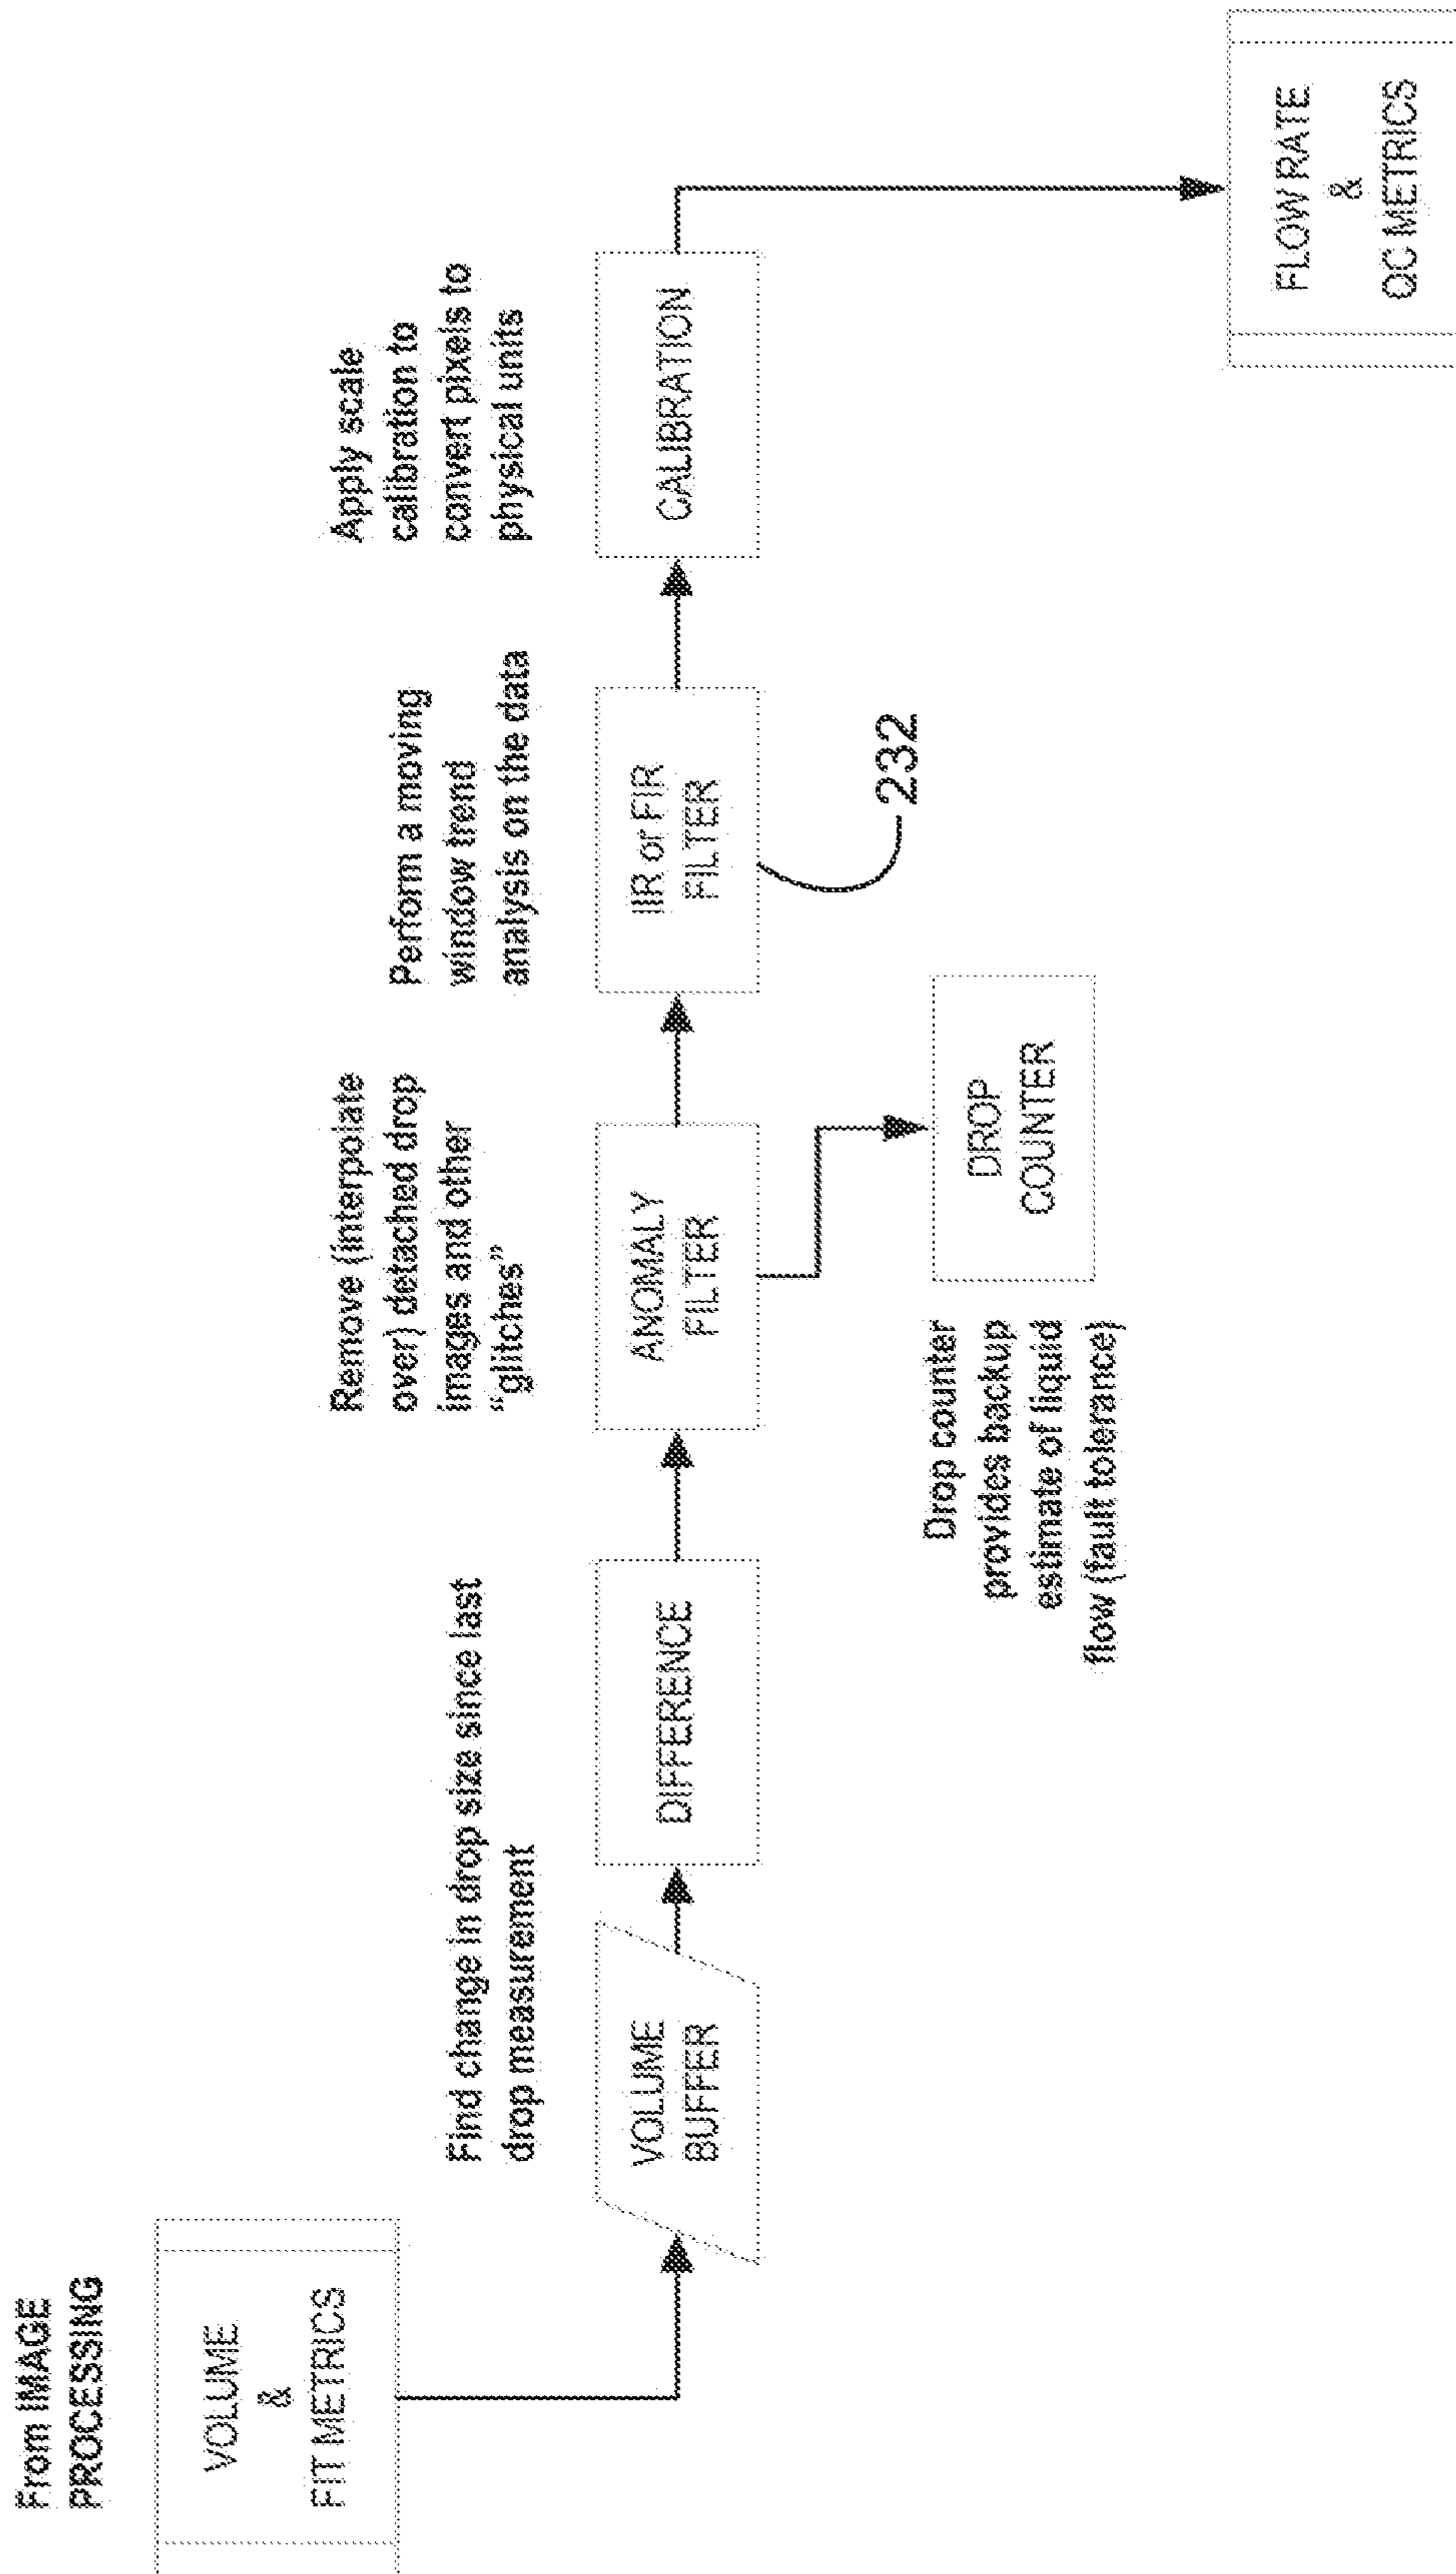 From IMAGE
PROCESSING
VOLUME
&
FIT METRICS
Find change in drop size since last
drop measurement
VOLUME
BUFFER
DIFFERENCE
Remove (interpolate
over) detached drop
images and other
“glitches”
ANOMALY
FILTER
Drop counter
provides backup
estimate of liquid
flow (fault tolerance)
DROP
COUNTER
Perform a moving
window trend
analysis on the data
IIR or FIR
FILTER
232
Apply scale
calibration to
convert pixels to
physical units
CALIBRATION
FLOW RATE
&
QC METRICS